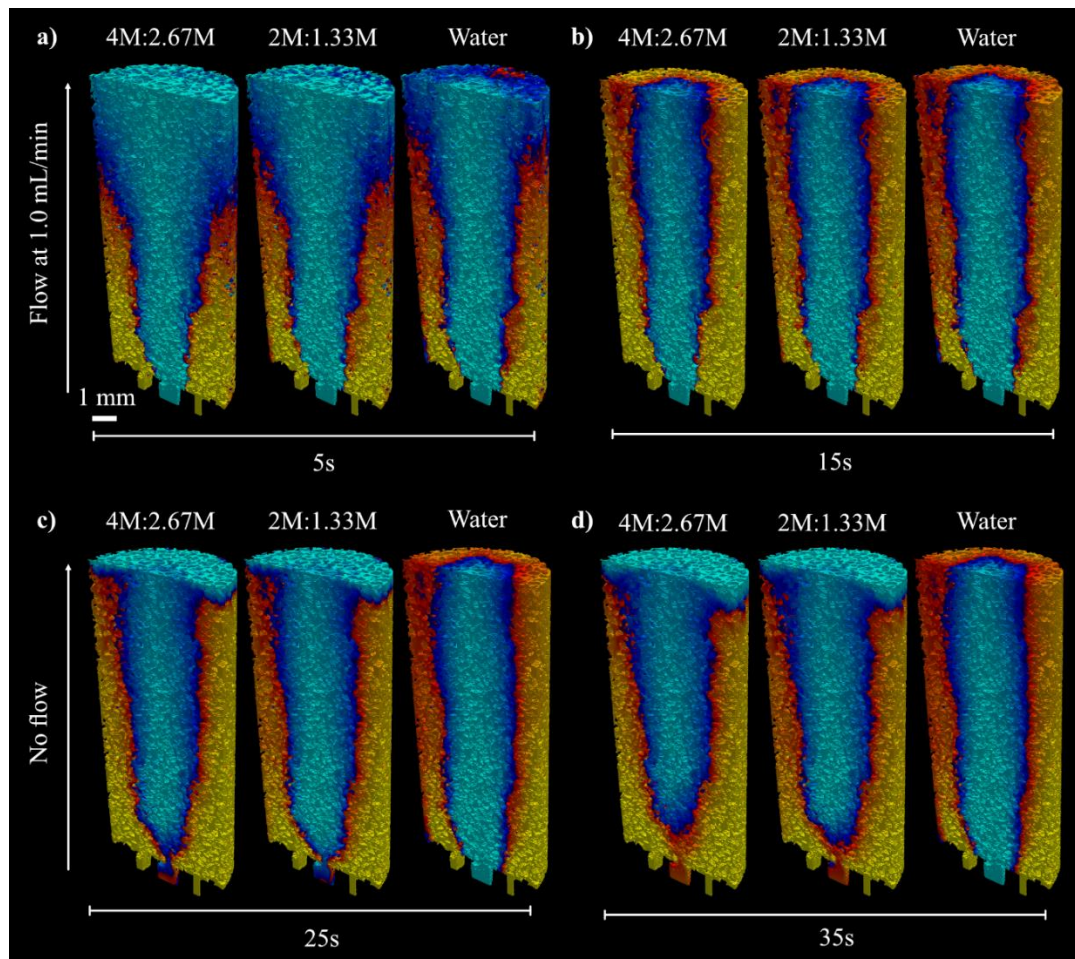 a) 4M:2.67M 2M:1.33M Water
Flow at 1.0 mL/min
1 mm
5s
b) 4M:2.67M 2M:1.33M Water
15s
c) 4M:2.67M 2M:1.33M Water
No flow
25s
d) 4M:2.67M 2M:1.33M Water
35s